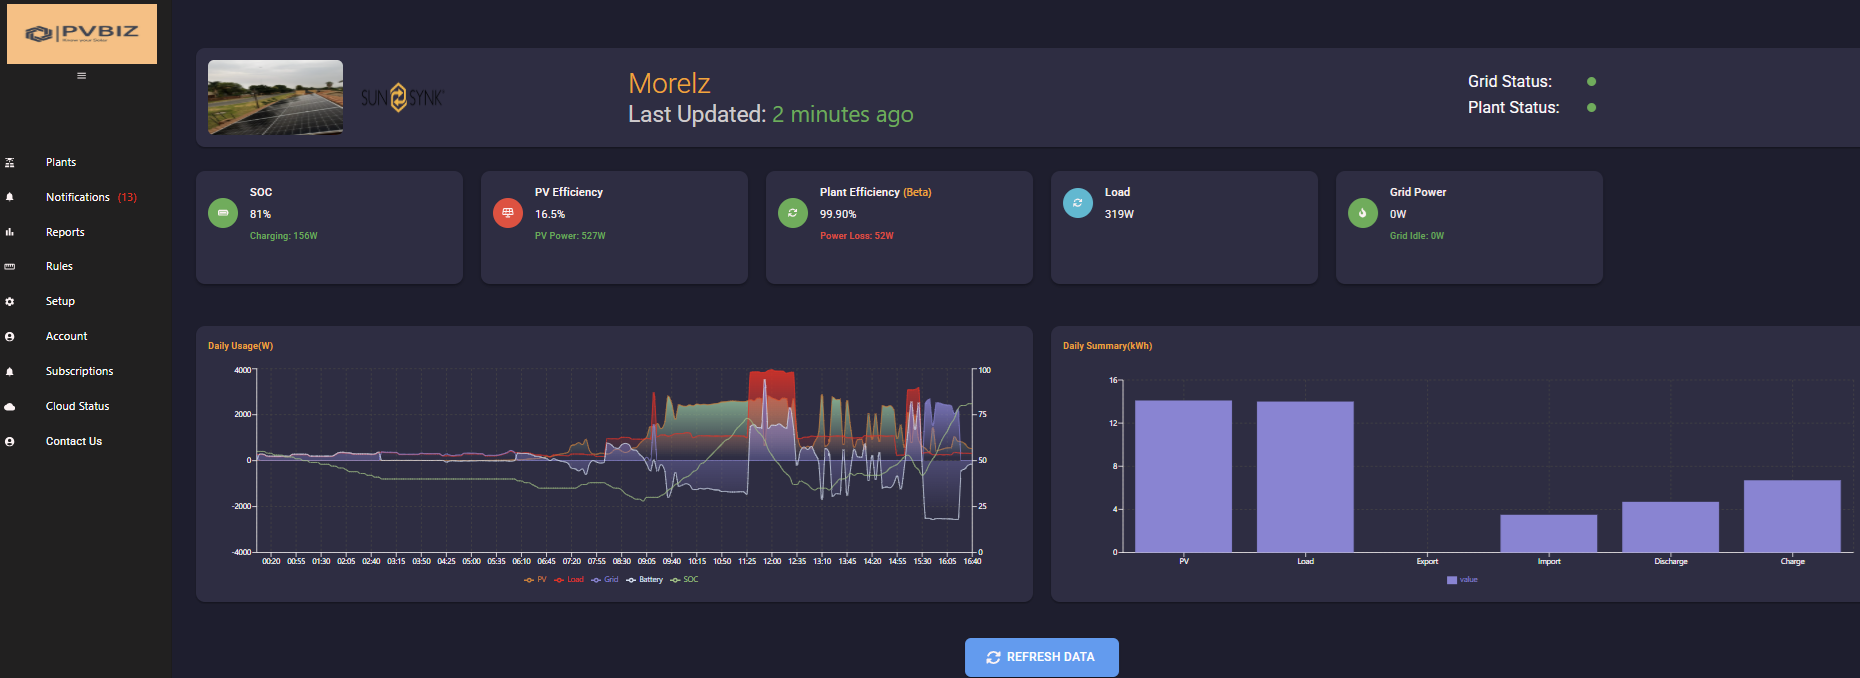 PVBIZ
Know your Solar
Plants
Notifications (13)
Reports
Rules
Setup
Account
Subscriptions
Cloud Status
Contact Us
SUN SYNK
Morelz
Last Updated: 2 minutes ago
Grid Status:
Plant Status:
SOC
81%
Charging: 156W
PV Efficiency
16.5%
PV Power: 527W
Plant Efficiency (Beta)
99.90%
Power Loss: 52W
Load
319W
Grid Power
0W
Grid Idle: 0W
Daily Usage(W)
4000
2000
0
-2000
-4000
100
75
50
25
0
00:20 00:55 01:30 02:05 02:40 03:15 03:50 04:25 05:00 05:35 06:10 06:45 07:20 07:55 08:30 09:05 09:40 10:15 10:50 11:25 12:00 12:35 13:10 13:45 14:20 14:55 15:30 16:05 16:40
PV Load Grid Battery SOC
Daily Summary(kWh)
16
12
8
4
0
PV Load Export Import Discharge Charge
value
REFRESH DATA